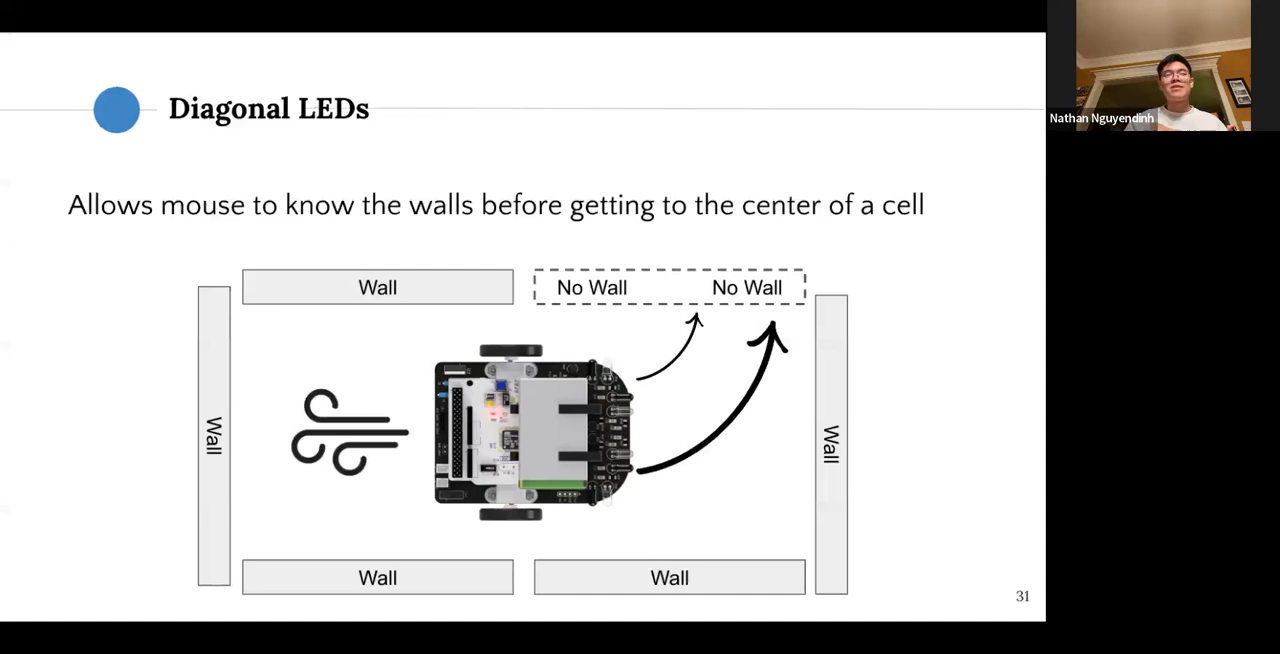 Diagonal LEDs
Nathan Nguyendinh
Allows mouse to know the walls before getting to the center of a cell
Wall
No Wall
No Wall
Wall
Wall
Wall
Wall
31